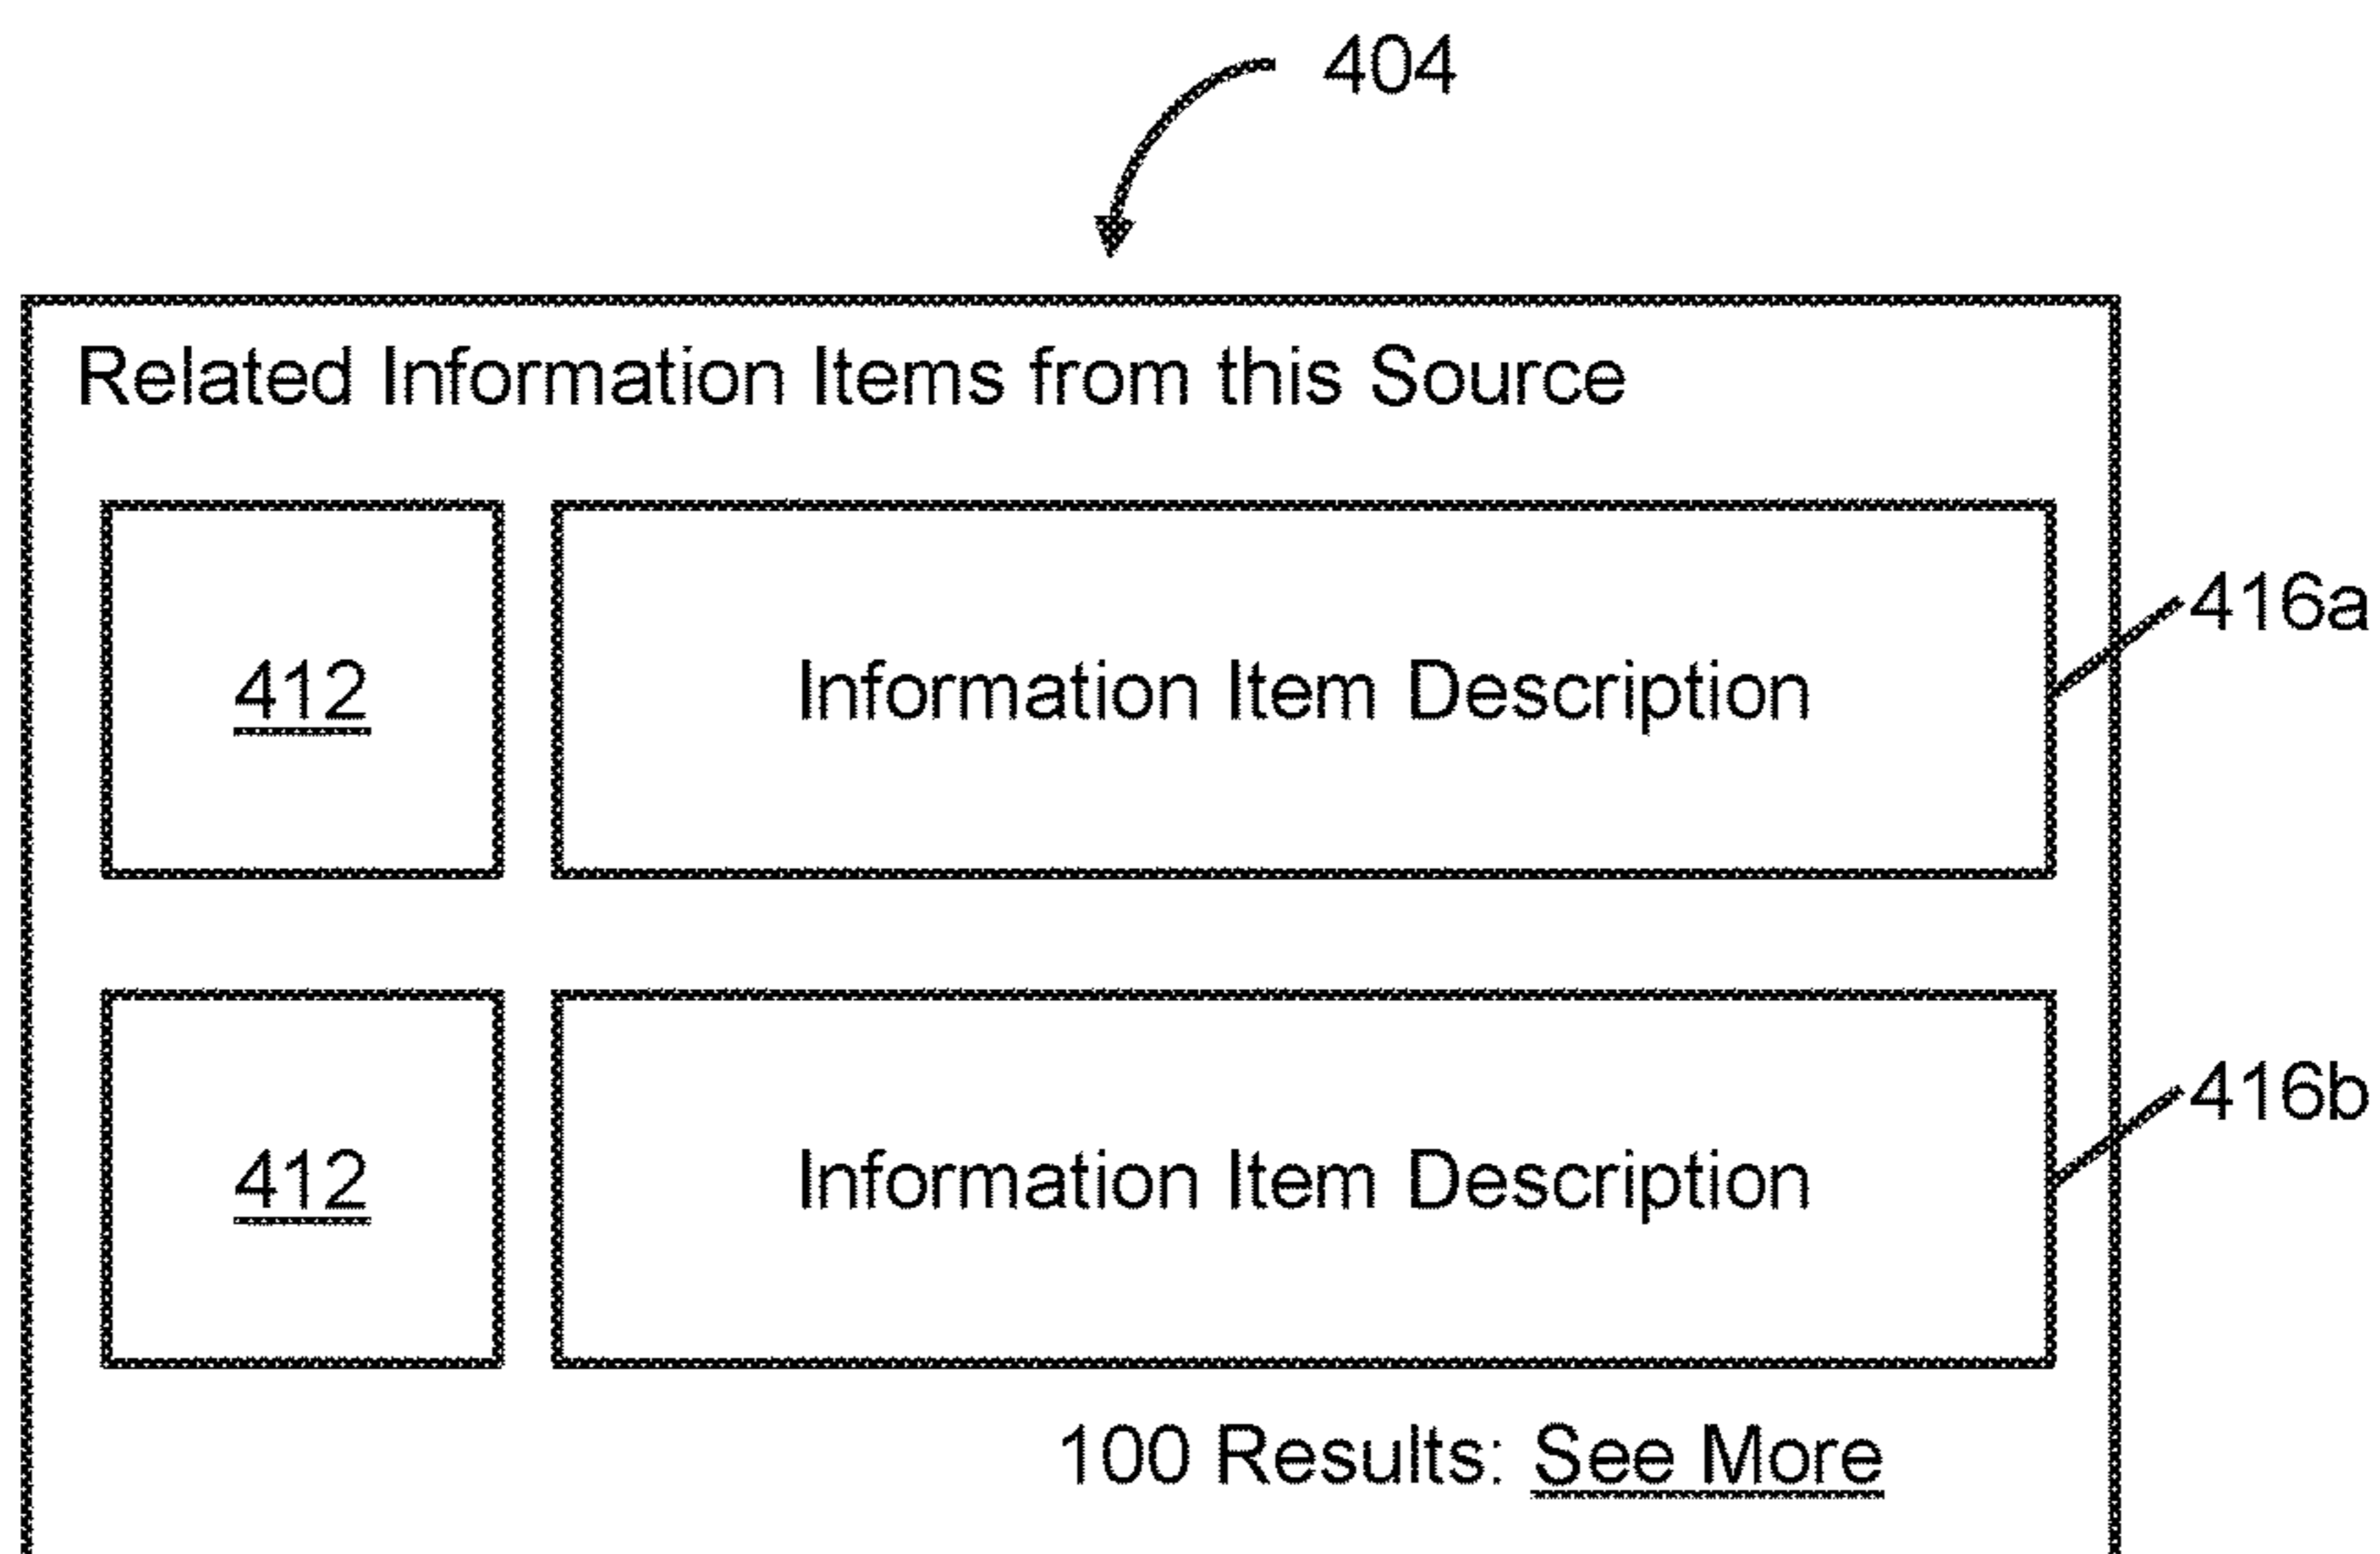 404
Related Information Items from this Source
416a
412 Information Item Description
416b
412 Information Item Description
100 Results: See More